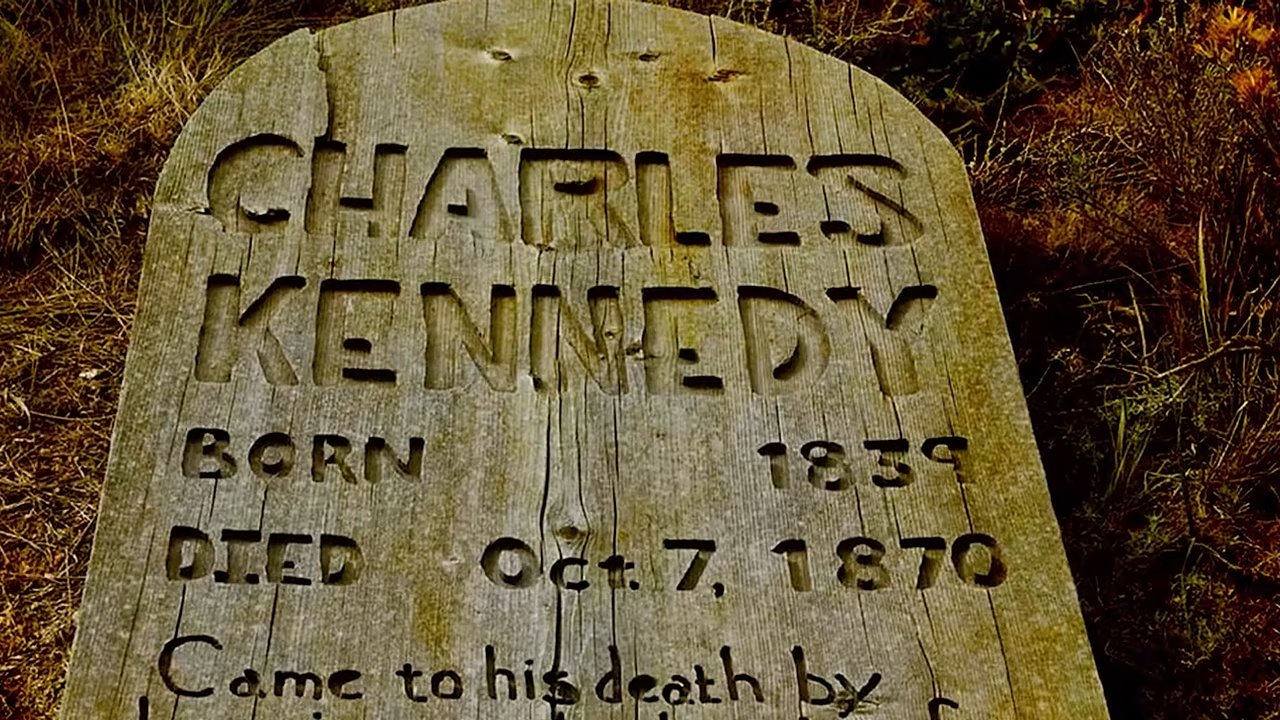 CHARLES
KENNEDY
BORN 1839
DIED Oct. 7, 1870
Came to his death by